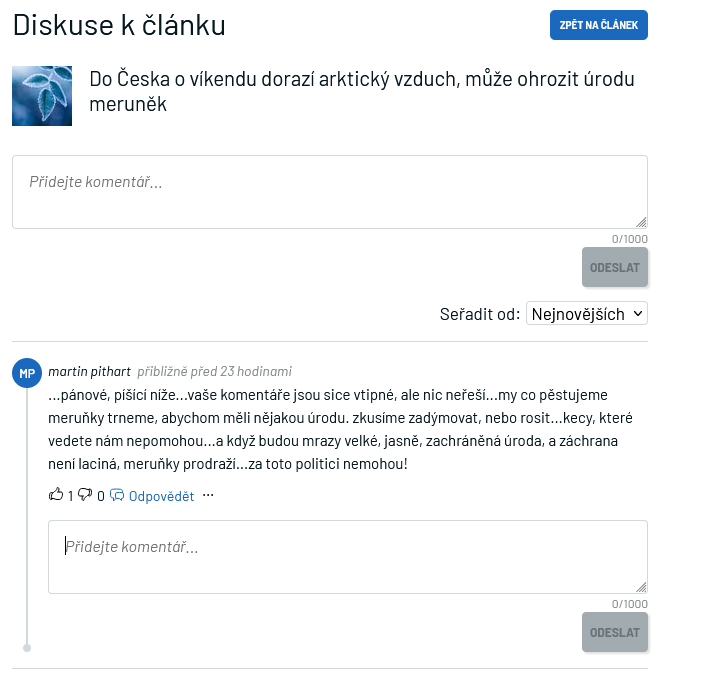 Diskuse k článku
ZPĚT NA ČLÁNEK
Do Česka o víkendu dorazí arktický vzduch, může ohrozit úrodu
meruněk
Přidejte komentář...
0/1000
ODESLAT
Seřadit od: Nejnovějších
MP martin pithart přibližně před 23 hodinami
...pánové, píšící níže...vaše komentáře jsou sice vtipné, ale nic neřeší...my co pěstujeme
meruňky trneme, abychom měli nějakou úrodu. zkusíme zadýmovat, nebo rosit...kecy, které
vedete nám nepomohou...a když budou mrazy velké, jasně, zachráněná úroda, a záchrana
není laciná, meruňky prodraží...za toto politici nemohou!
1 0 Odpovědět ...
Přidejte komentář...
0/1000
ODESLAT